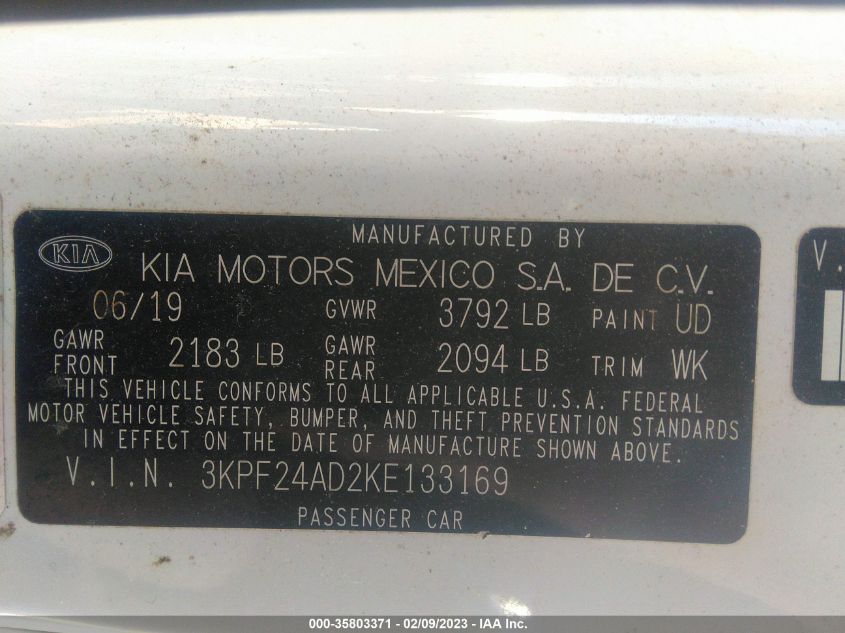 MANUFACTURED BY
KIA
KIA MOTORS MEXICO S.A. DE C.V.
06/19 GVWR 3792 LB PAINT UD
GAWR FRONT 2183 LB GAWR REAR 2094 LB TRIM WK
THIS VEHICLE CONFORMS TO ALL APPLICABLE U.S.A. FEDERAL
MOTOR VEHICLE SAFETY, BUMPER, AND THEFT PREVENTION STANDARDS
IN EFFECT ON THE DATE OF MANUFACTURE SHOWN ABOVE.
V.I.N. 3KPF24AD2KE133169
PASSENGER CAR
V.
000-35803371 - 02/09/2023 - IAA Inc.